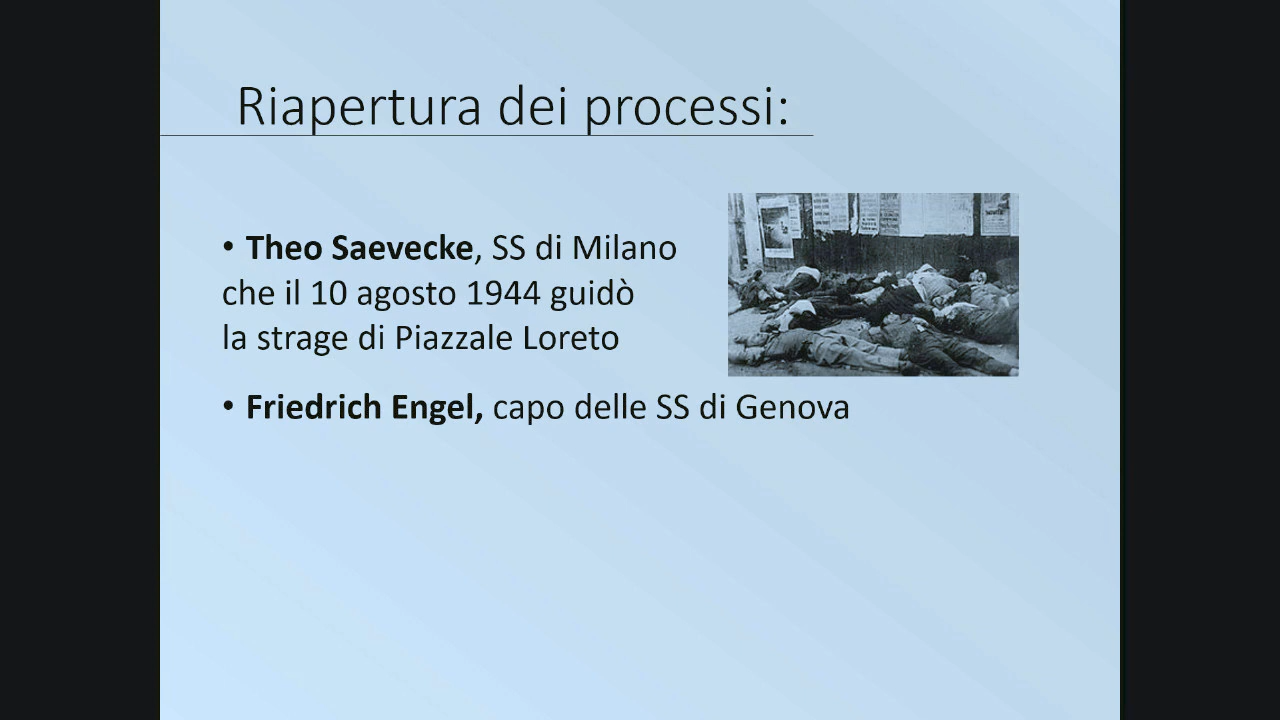 Riapertura dei processi:
• Theo Saevecke, SS di Milano
che il 10 agosto 1944 guidò
la strage di Piazzale Loreto
• Friedrich Engel, capo delle SS di Genova